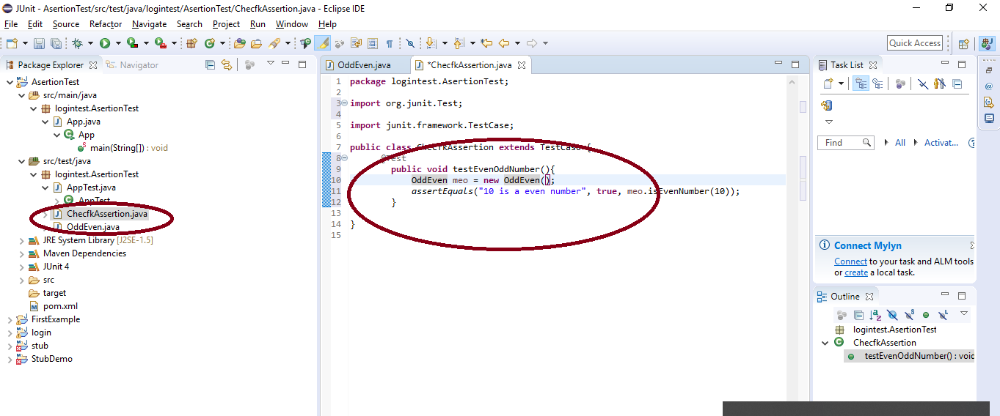 JUnit - AsertionTest/src/test/java/logintest/AsertionTest/ChecfkAssertion.java - Eclipse IDE
File Edit Source Refactor Navigate Search Project Run Window Help
Quick Access
Package Explorer Navigator
AsertionTest
src/main/java
logintest.AsertionTest
App.java
App
main(String[]) : void
src/test/java
logintest.AsertionTest
AppTest.java
AppTest
ChecfkAssertion.java
OddEven.java
JRE System Library [J2SE-1.5]
Maven Dependencies
JUnit 4
src
target
pom.xml
FirstExample
login
stub
StubDemo
OddEven.java *ChecfkAssertion.java
1 package logintest.AsertionTest;
2
3 import org.junit.Test;
4
5 import junit.framework.TestCase;
6
7 public class ChecfkAssertion extends TestCase {
8 @Test
9 public void testEvenOddNumber(){
10 OddEven meo = new OddEven();
11 assertEquals("10 is a even number", true, meo.isEvenNumber(10));
12 }
13
14 }
15
Task List
Find All Activat...
Connect Mylyn
Connect to your task and ALM tools
or create a local task.
Outline
logintest.AsertionTest
ChecfkAssertion
testEvenOddNumber() : void